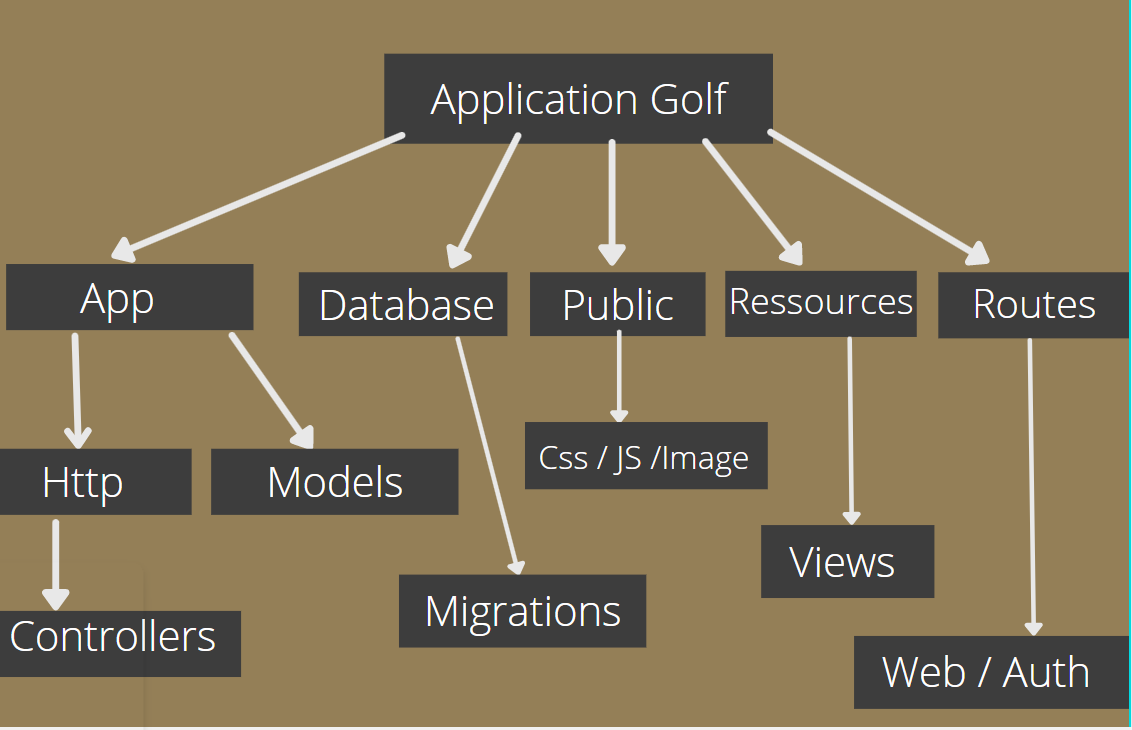 Application Golf
App
Database
Public
Ressources
Routes
Http
Models
Css / JS /Image
Views
Migrations
Controllers
Web / Auth